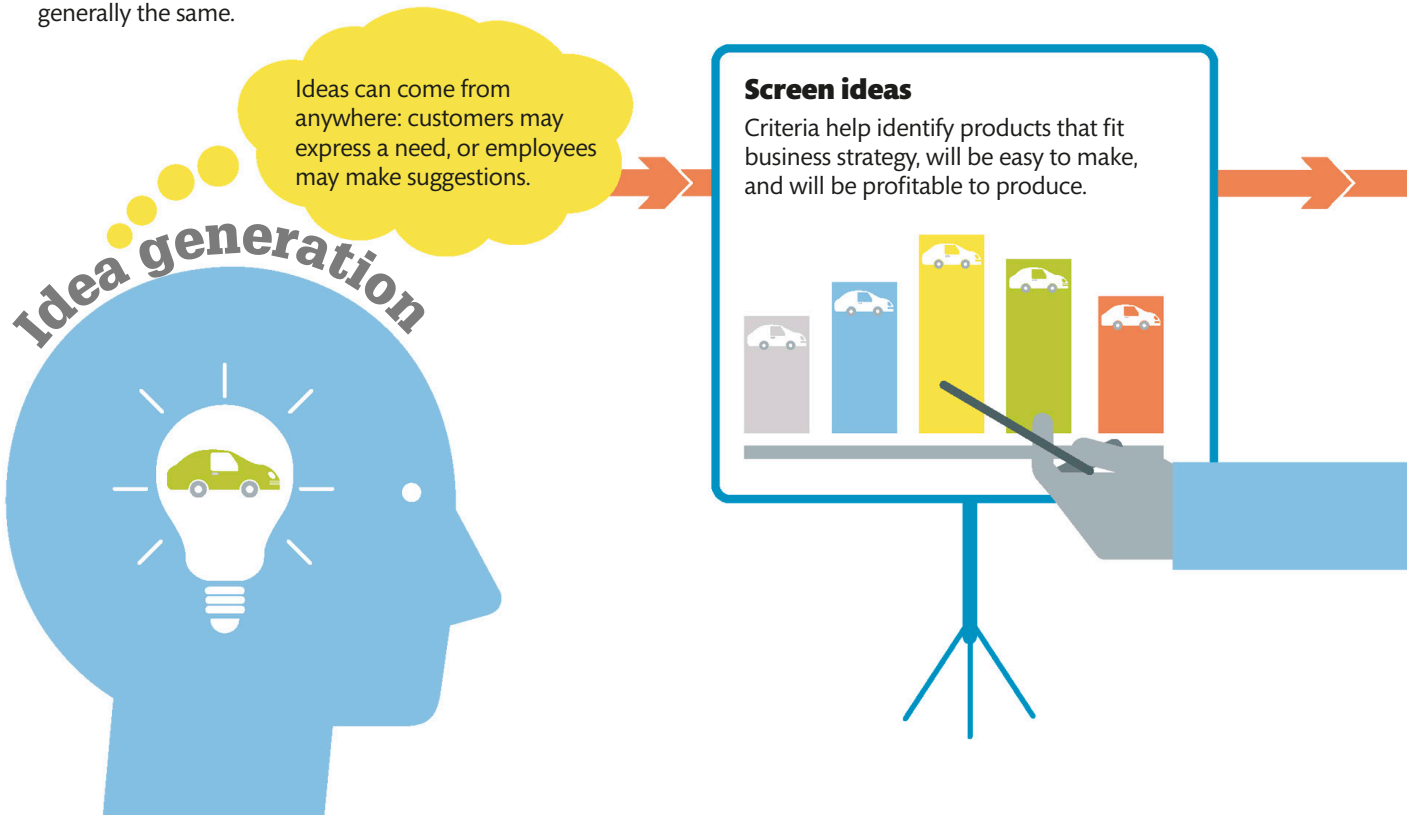 generally the same.
Ideas can come from
anywhere: customers may
express a need, or employees
may make suggestions.
Idea generation
Screen ideas
Criteria help identify products that fit
business strategy, will be easy to make,
and will be profitable to produce.